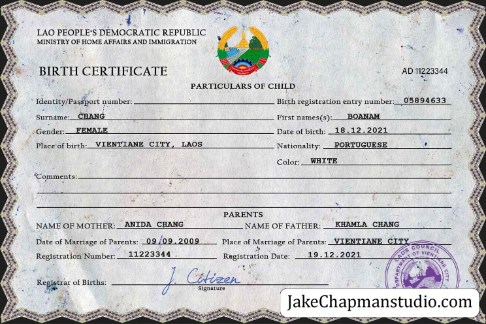 LAO PEOPLE'S DEMOCRATIC REPUBLIC
MINISTRY OF HOME AFFAIRS AND IMMIGRATION
BIRTH CERTIFICATE
AD 11223344
PARTICULARS OF CHILD
Identity/Passport number: Birth registration entry number: 05894633
Surname: CHANG First names(s): BOANAM
Gender: FEMALE Date of birth: 18.12.2021
Place of birth: VIENTIANE CITY, LAOS Nationality: PORTUGUESE
Color: WHITE
Comments:
PARENTS
NAME OF MOTHER: ANIDA CHANG NAME OF FATHER: KHAMLA CHANG
Date of Marriage of Parents: 09.09.2009 Place of Marriage of Parents: VIENTIANE CITY
Registration Number: 11223344 Registration Date: 19.12.2021
Registrar of Births: J. Citizen
Signature
JakeChapmanstudio.com